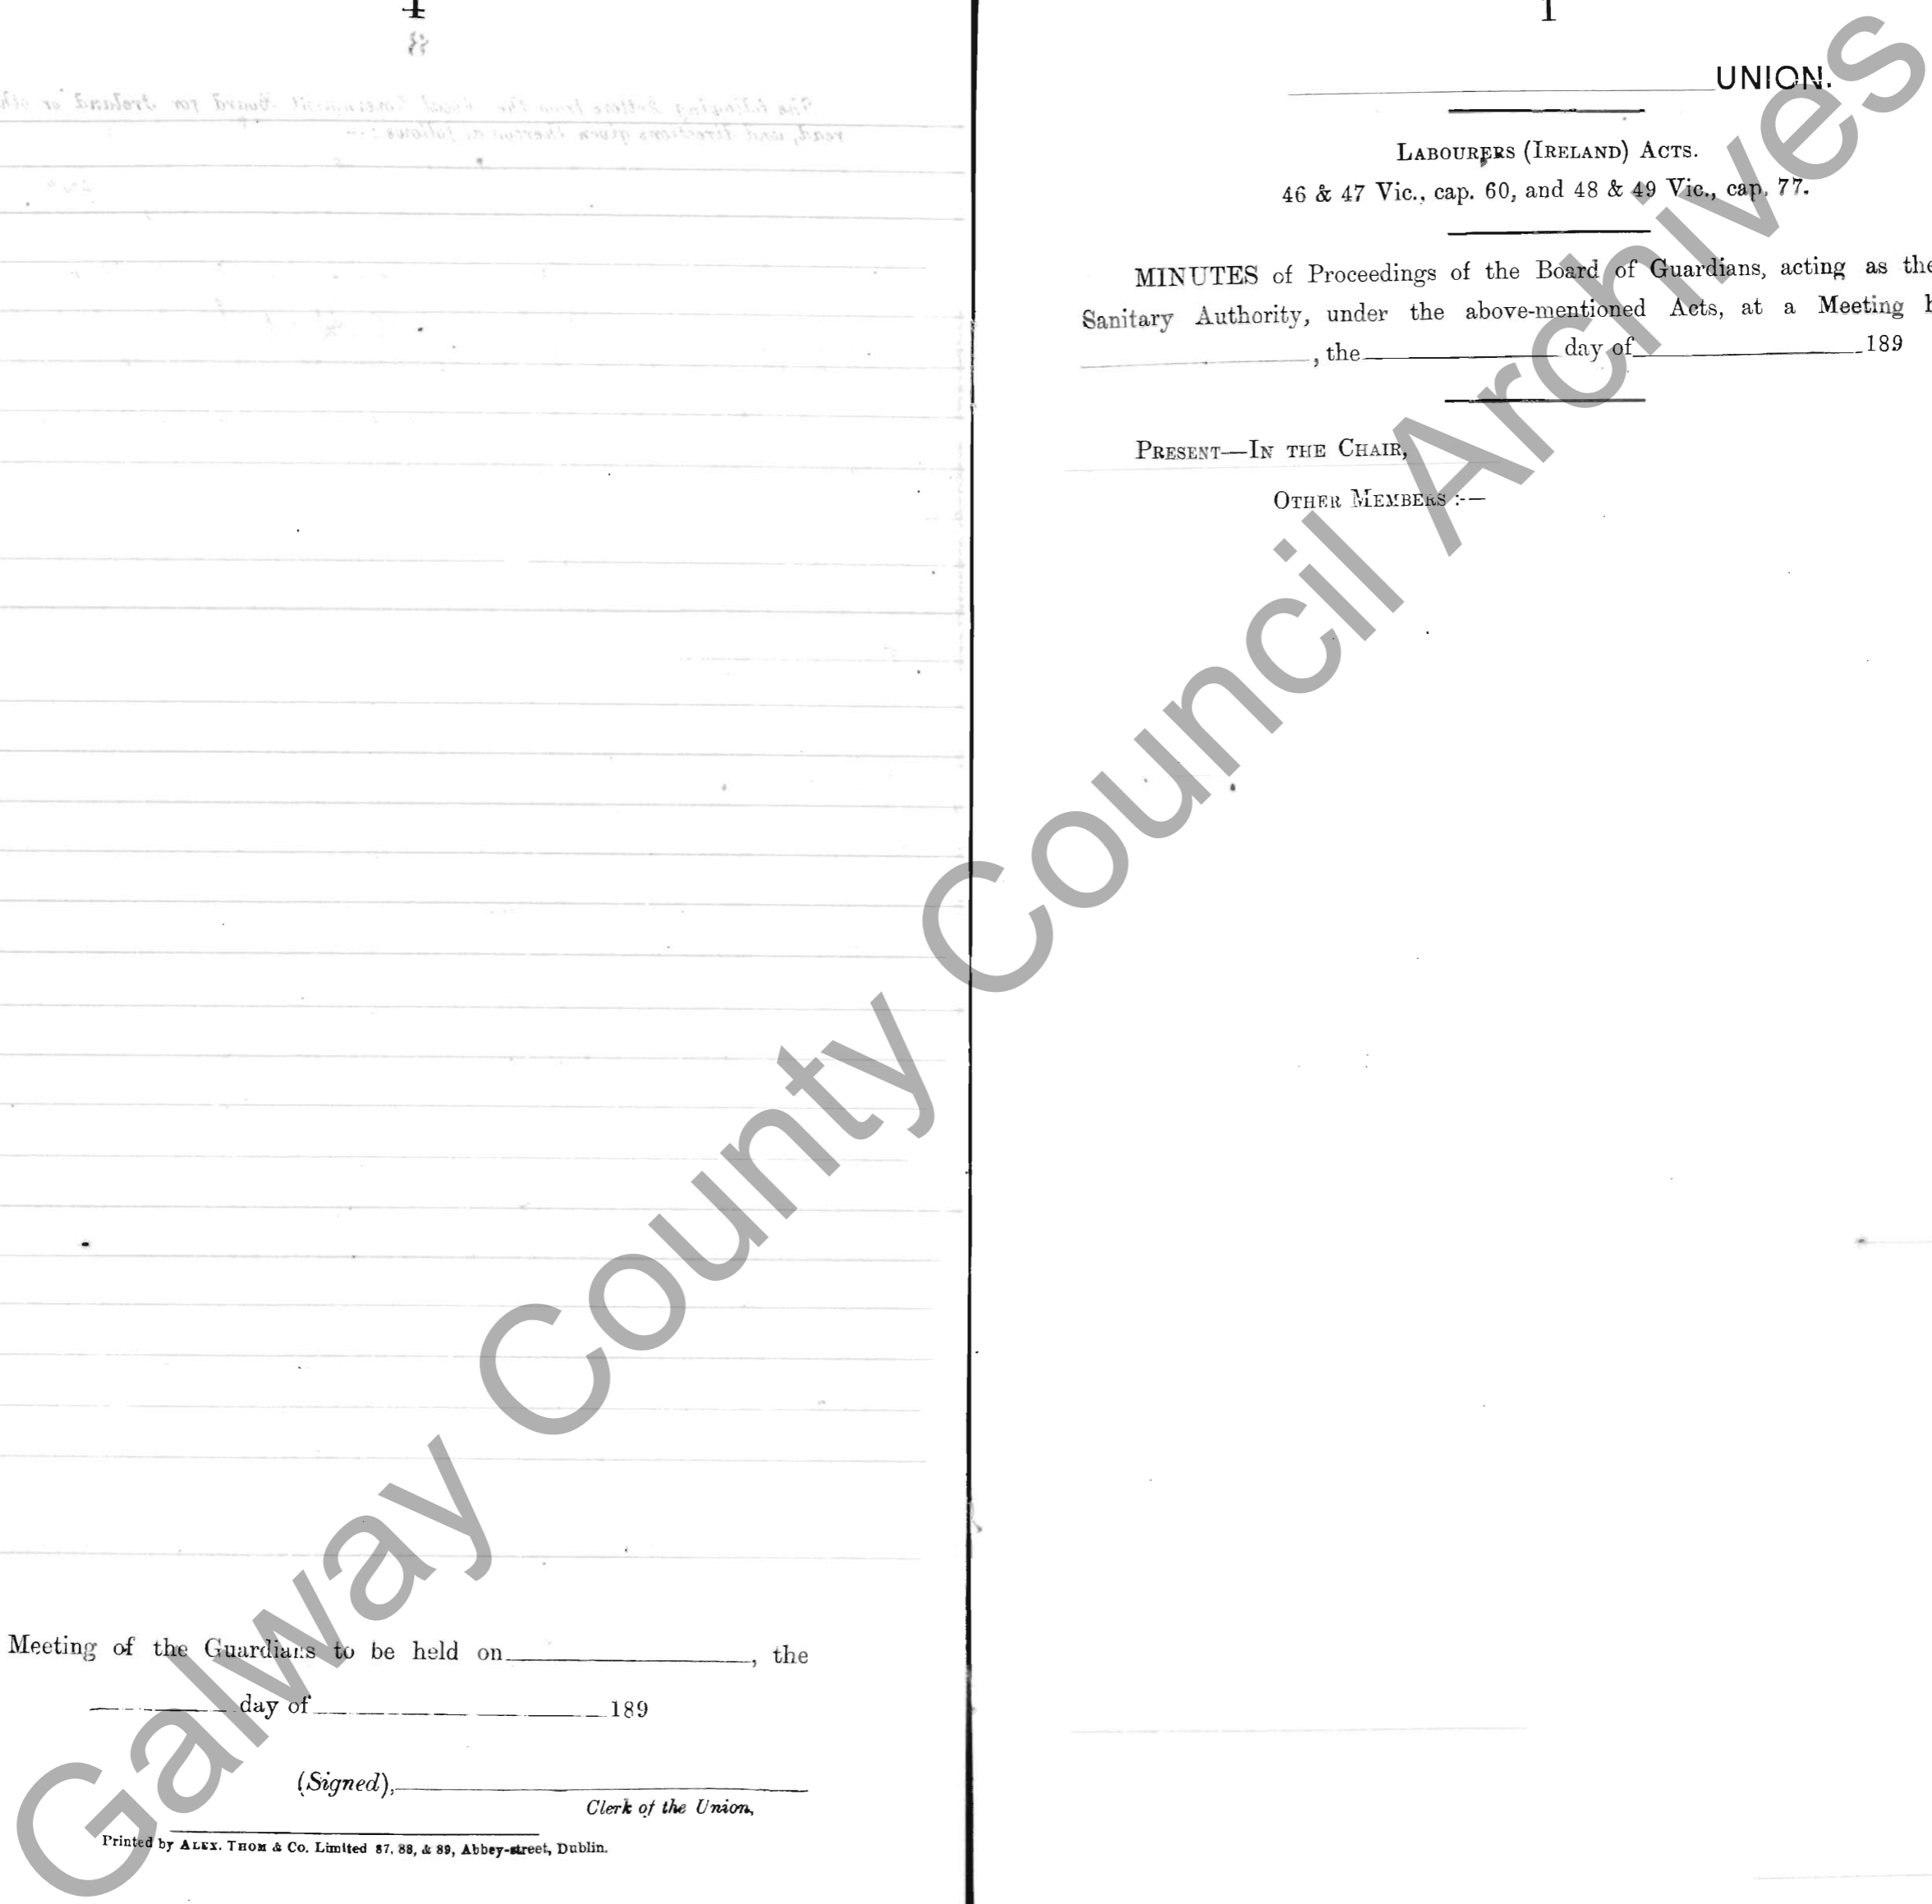 4
Meeting of the Guardians to be held on , the
day of 189
(Signed),
Clerk of the Union,
Printed by ALEX. THOM & Co. Limited 87, 88, & 89, Abbey-street, Dublin.
1
UNION.
LABOURERS (IRELAND) ACTS.
46 & 47 Vic., cap. 60, and 48 & 49 Vic., cap. 77.
MINUTES of Proceedings of the Board of Guardians, acting as the
Sanitary Authority, under the above-mentioned Acts, at a Meeting
, the day of 189
PRESENT—IN THE CHAIR,
OTHER MEMBERS :—
Galway County Council Archives